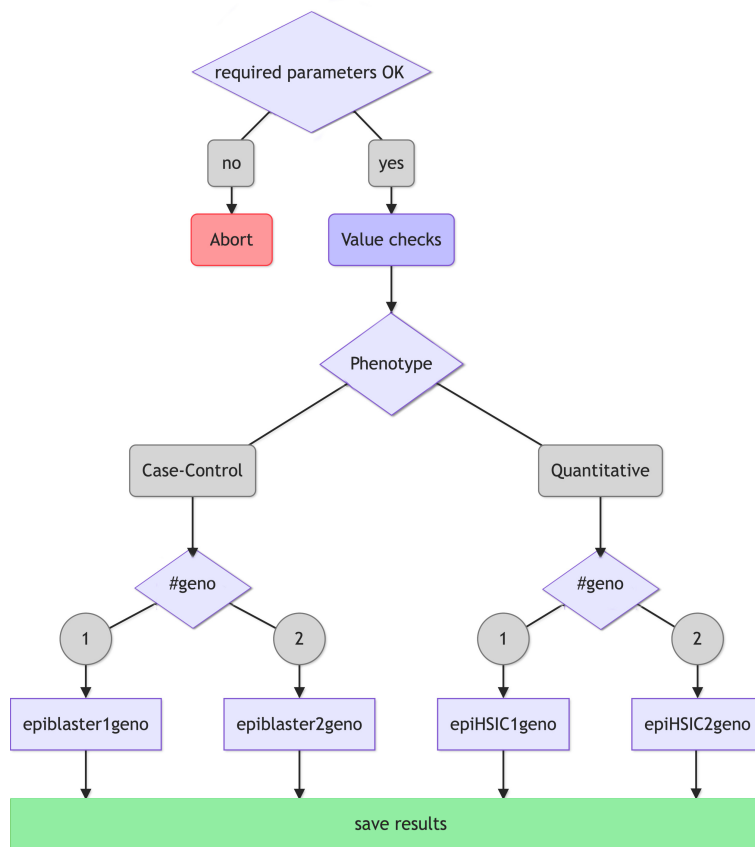 required parameters OK
no
yes
Abort
Value checks
Phenotype
Case-Control
Quantitative
#geno
#geno
1
2
1
2
epiblaster1geno
epiblaster2geno
epiHSIC1geno
epiHSIC2geno
save results